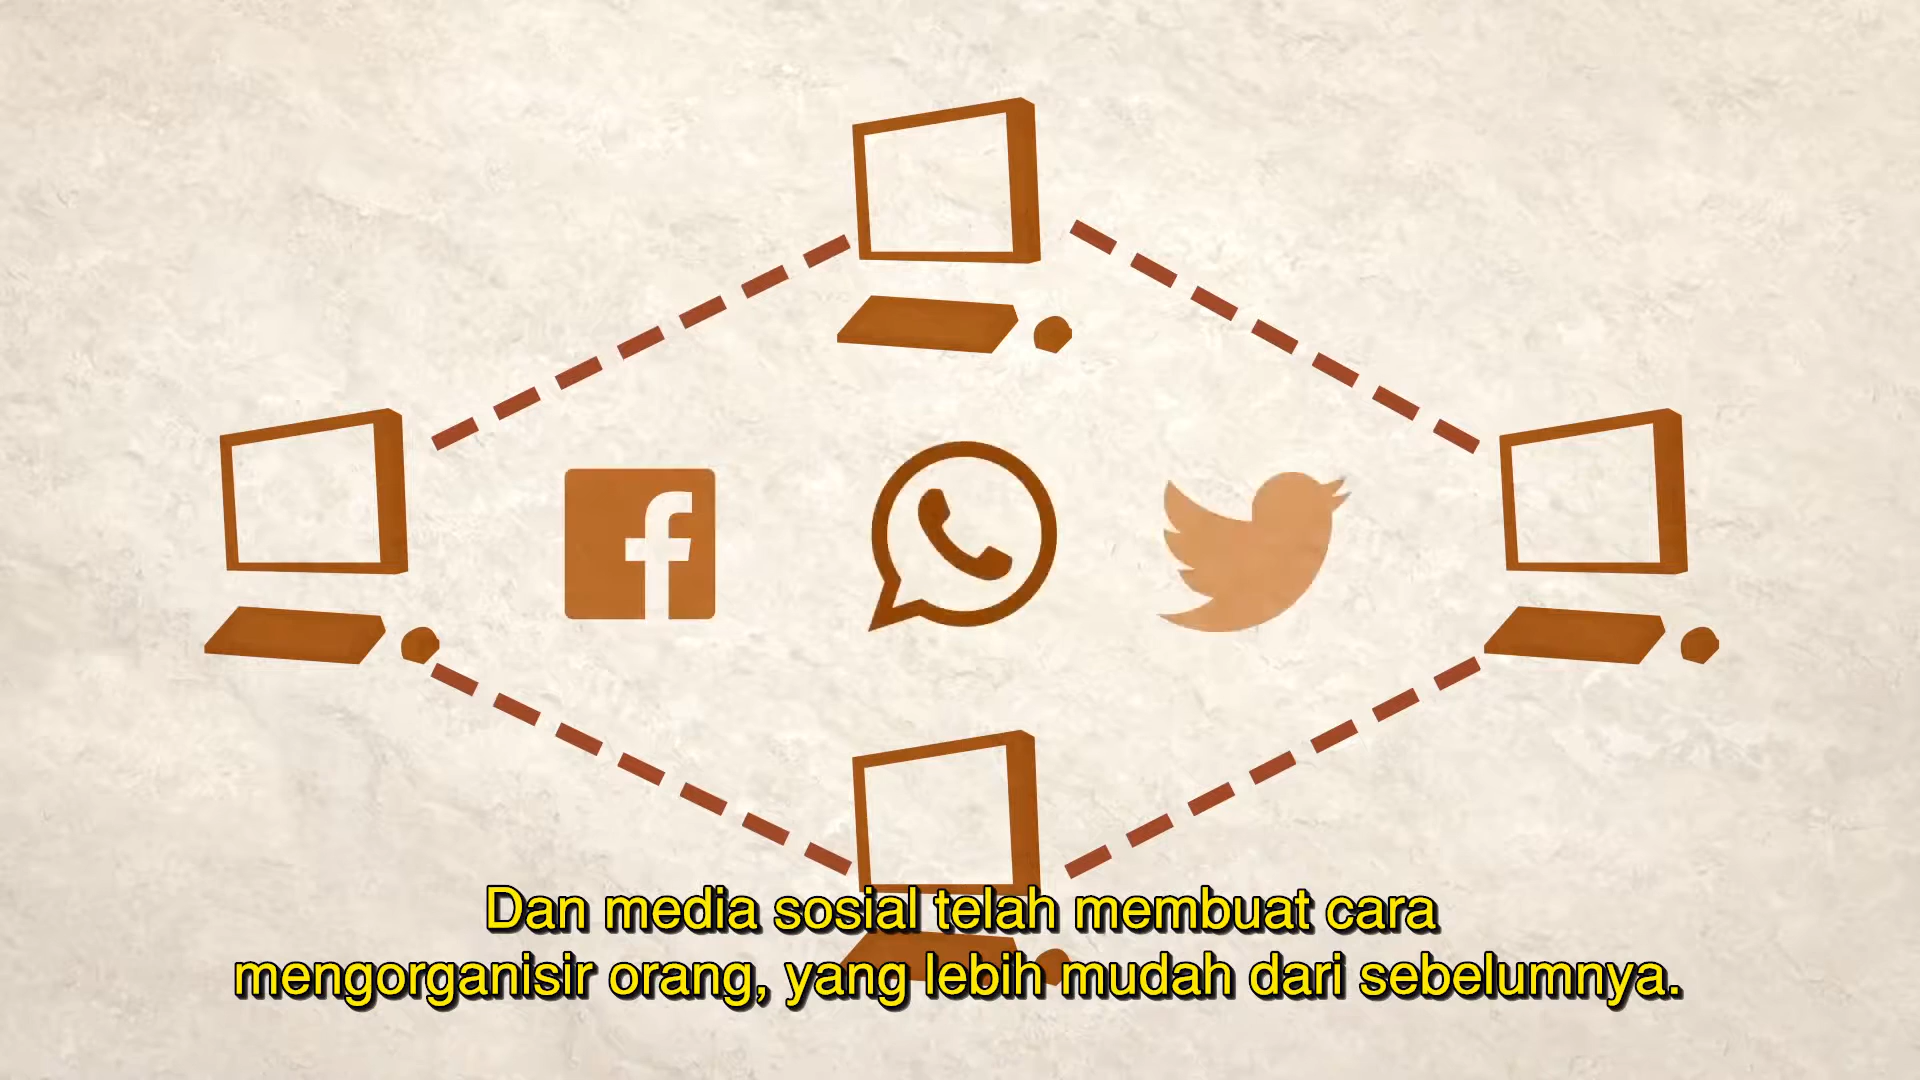 Dan media sosial telah membuat cara
mengorganisir orang, yang lebih mudah dari sebelumnya.